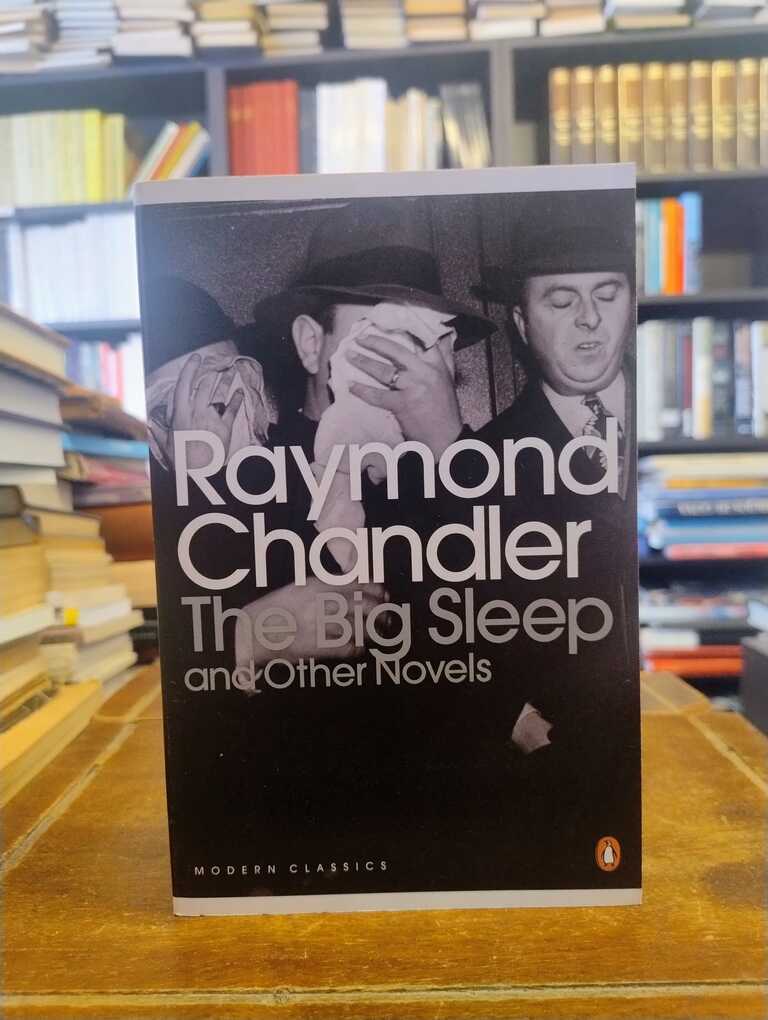 Raymond
Chandler
The Big Sleep
and Other Novels
MODERN CLASSICS